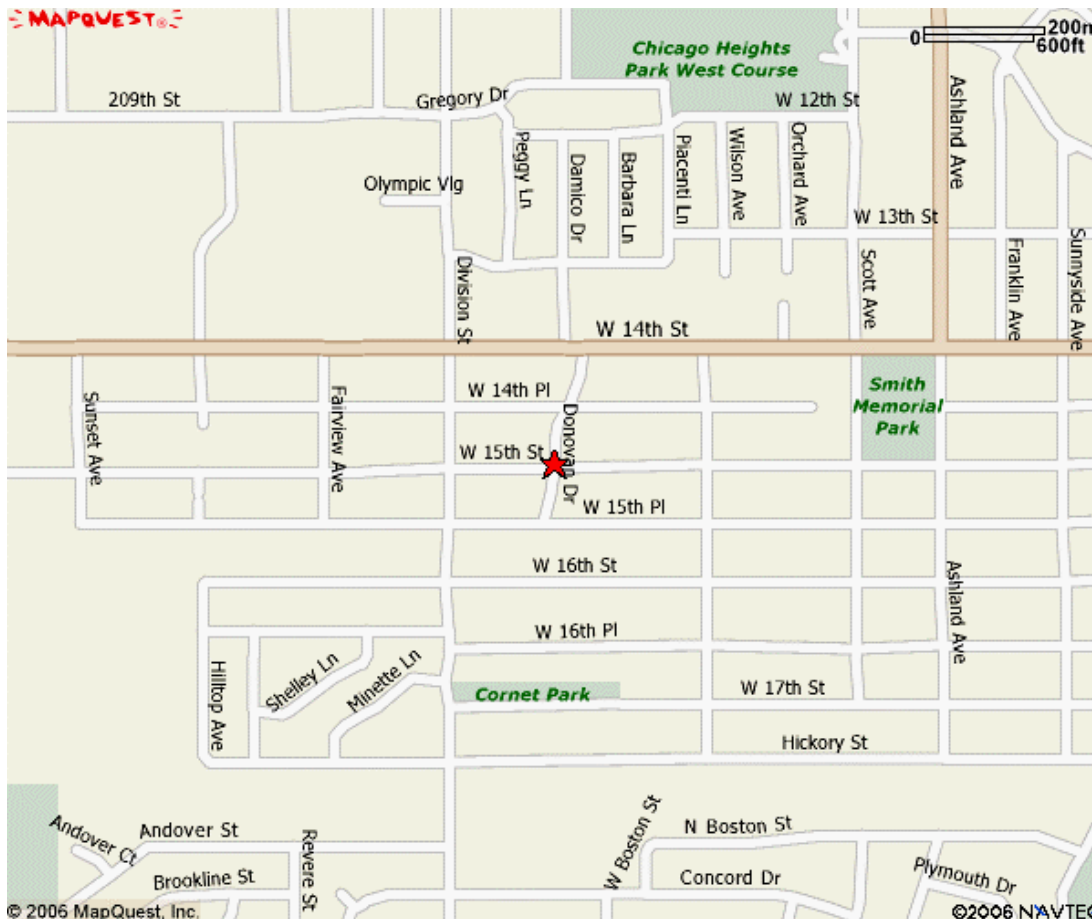 MAPQUEST®
200m
0
600ft
Chicago Heights
Park West Course
209th St
Gregory Dr
W 12th St
Ashland Ave
Peggy Ln
Damico Dr
Barbara Ln
Piacenti Ln
Wilson Ave
Orchard Ave
Olympic Vlg
W 13th St
Division St
Scott Ave
Franklin Ave
Sunnyside Ave
W 14th St
Sunset Ave
Fairview Ave
W 14th Pl
Donovan Dr
Smith
Memorial
Park
W 15th St
W 15th Pl
W 16th St
Ashland Ave
W 16th Pl
Hilltop Ave
Shelley Ln
Minette Ln
Cornet Park
W 17th St
Hickory St
Andover Ct
Andover St
Revere St
W Boston St
N Boston St
Brookline St
Concord Dr
Plymouth Dr
© 2006 MapQuest, Inc.
©2006 NAVTEQ